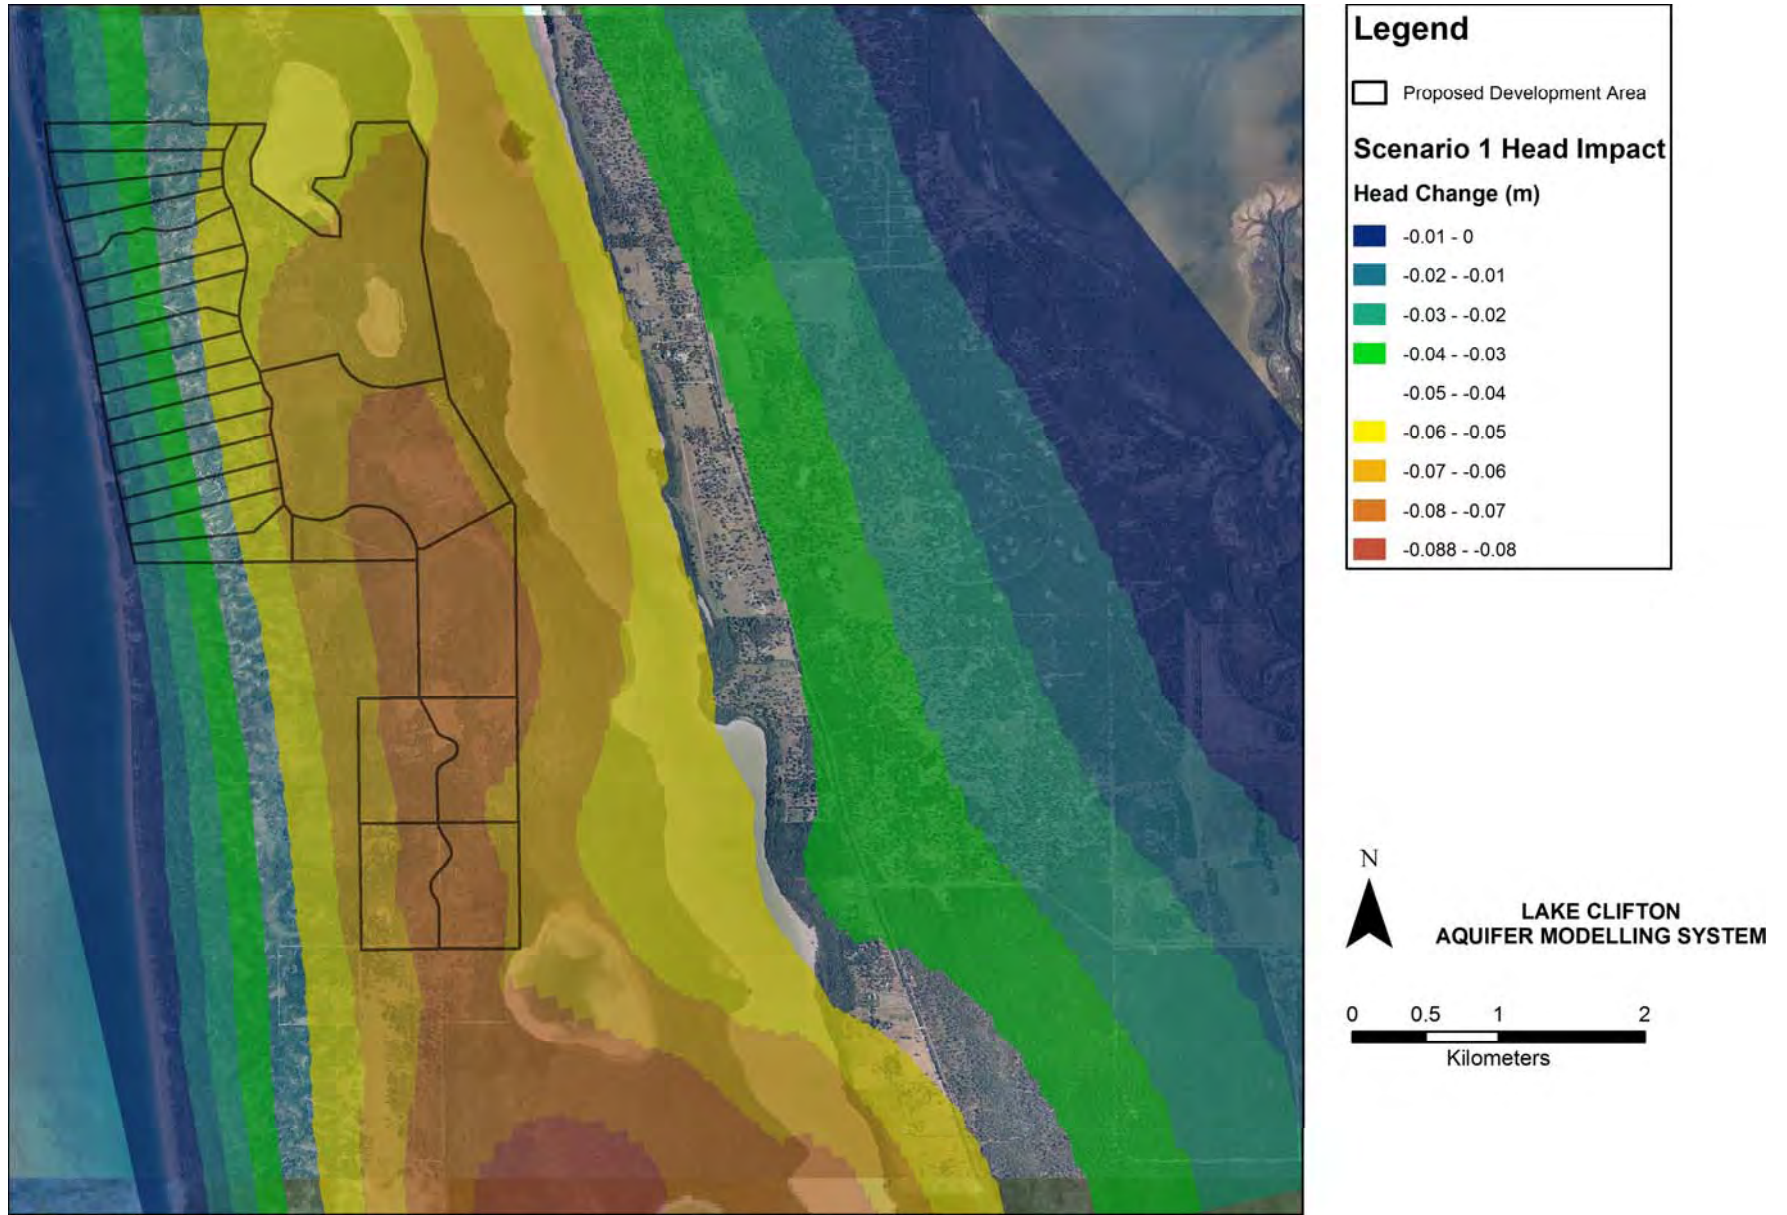 Legend
Proposed Development Area
Scenario 1 Head Impact
Head Change (m)
-0.01 - 0
-0.02 - -0.01
-0.03 - -0.02
-0.04 - -0.03
-0.05 - -0.04
-0.06 - -0.05
-0.07 - -0.06
-0.08 - -0.07
-0.088 - -0.08
N
LAKE CLIFTON
AQUIFER MODELLING SYSTEM
0 0.5 1 2
Kilometers